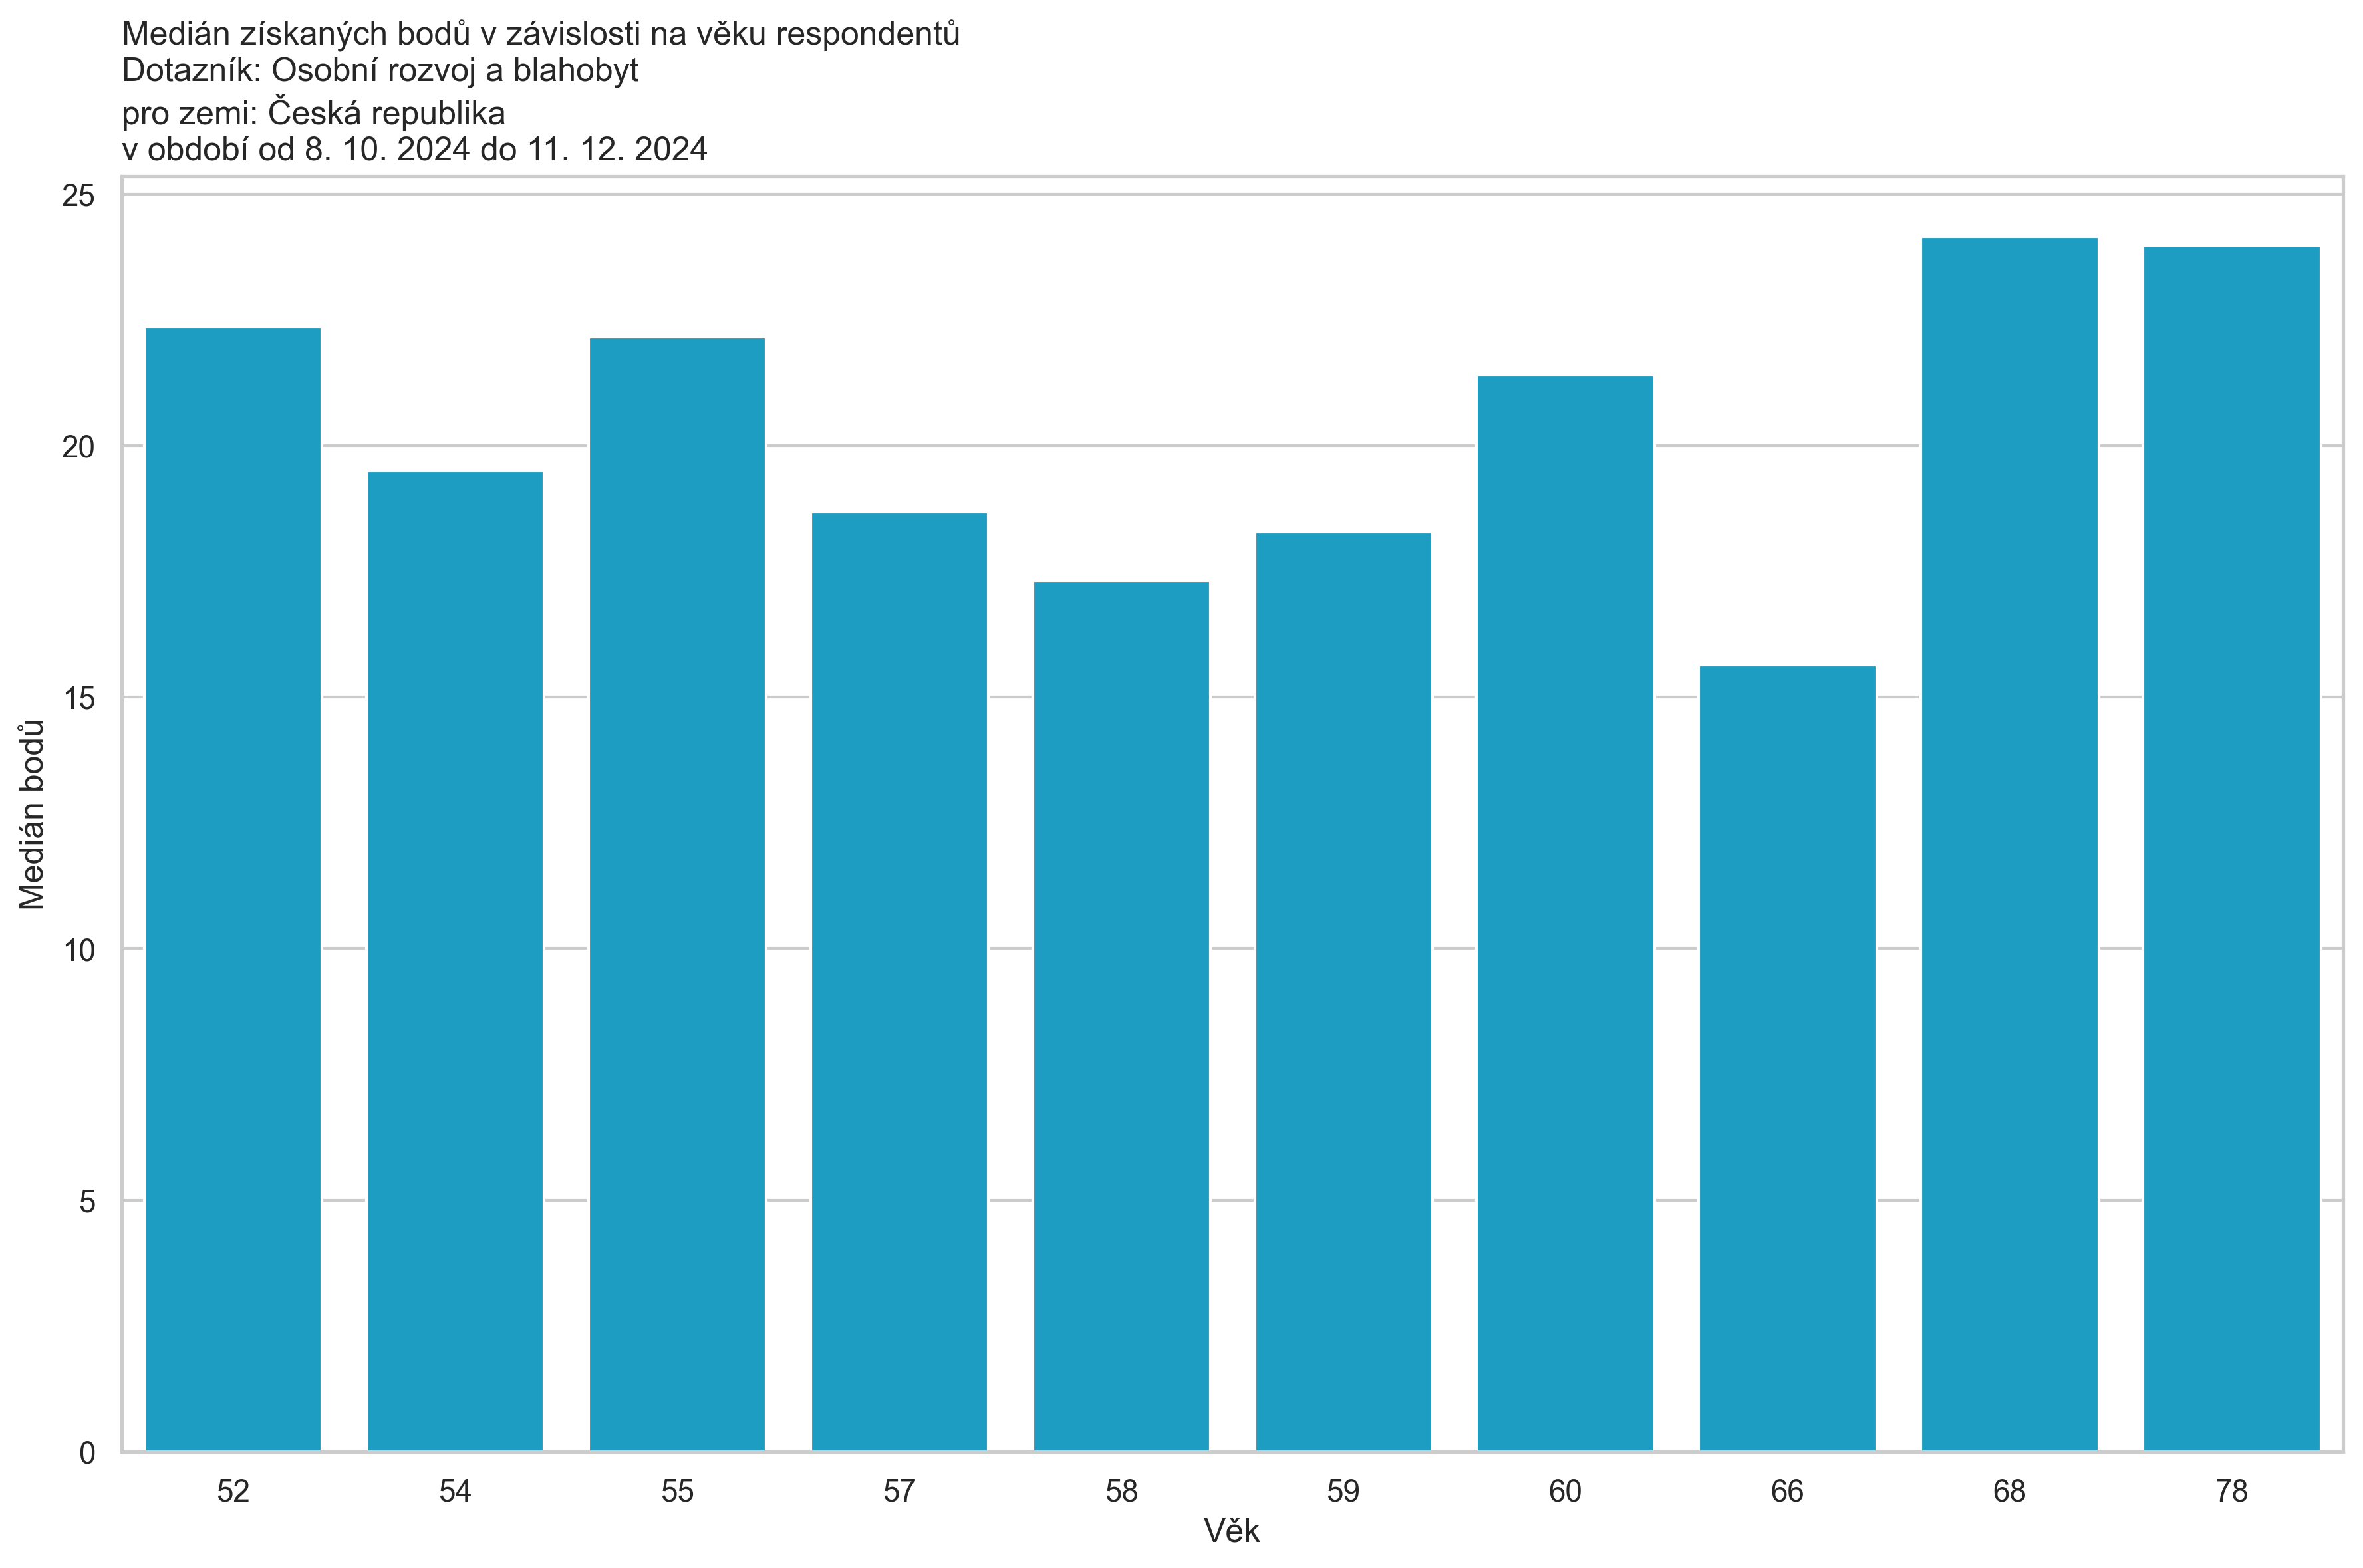 Medián získaných bodů v závislosti na věku respondentů
Dotazník: Osobní rozvoj a blahobyt
pro zemi: Česká republika
v období od 8. 10. 2024 do 11. 12. 2024
25
20
15
10
5
0
Medián bodů
52 54 55 57 58 59 60 66 68 78
Věk